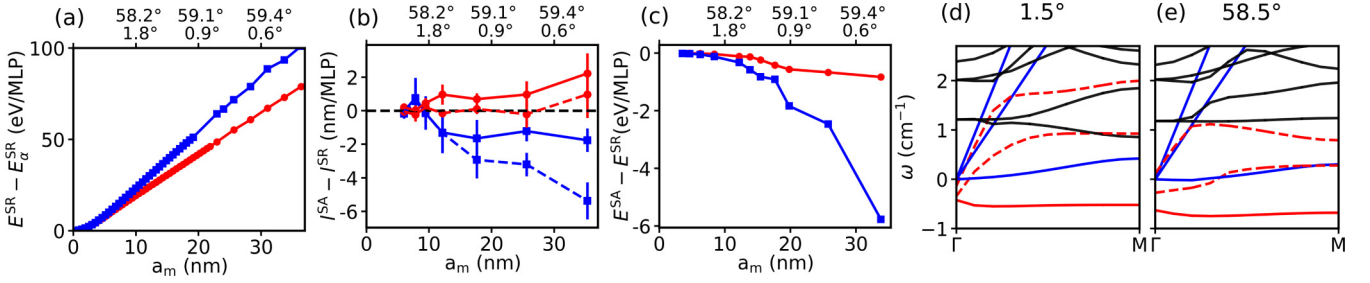 (a) 58.2° 59.1° 59.4°
1.8° 0.9° 0.6°
E^SR − E_α^SR (eV/MLP)
100
50
0
0 10 20 30
a_m (nm)
(b) 58.2° 59.1° 59.4°
1.8° 0.9° 0.6°
l^SA − l^SR (nm/MLP)
2
0
−2
−4
−6
0 10 20 30
a_m (nm)
(c) 58.2° 59.1° 59.4°
1.8° 0.9° 0.6°
E^SA − E^SR(eV/MLP)
0
−2
−4
−6
0 10 20 30
a_m (nm)
(d) 1.5°
ω (cm⁻¹)
2
1
0
−1
Γ M
(e) 58.5°
Γ M